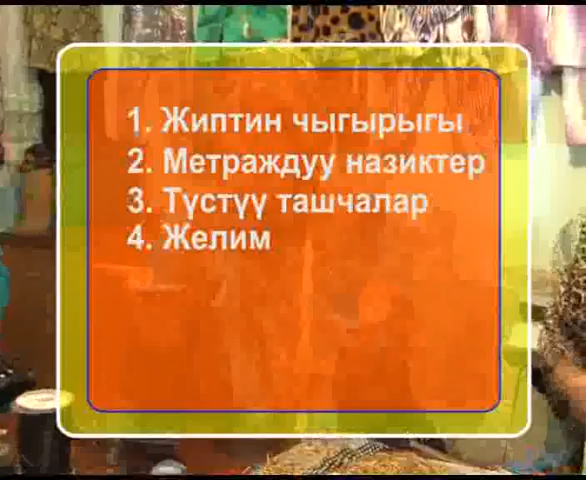 1. Жиптин чыгырыгы
2. Метраждуу назиктер
3. Түстүү ташчалар
4. Желим